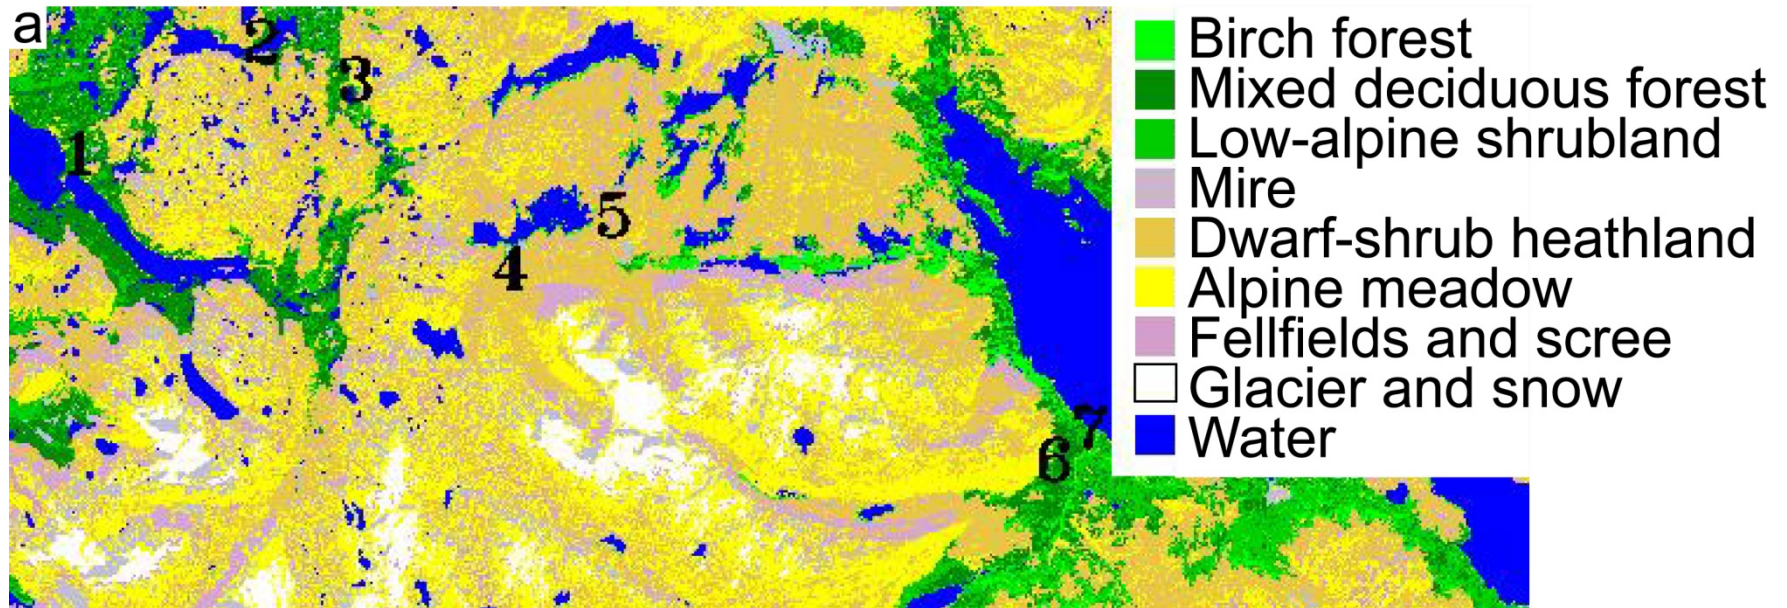 a
2
3
1
5
4
7
6
Birch forest
Mixed deciduous forest
Low-alpine shrubland
Mire
Dwarf-shrub heathland
Alpine meadow
Fellfields and scree
Glacier and snow
Water